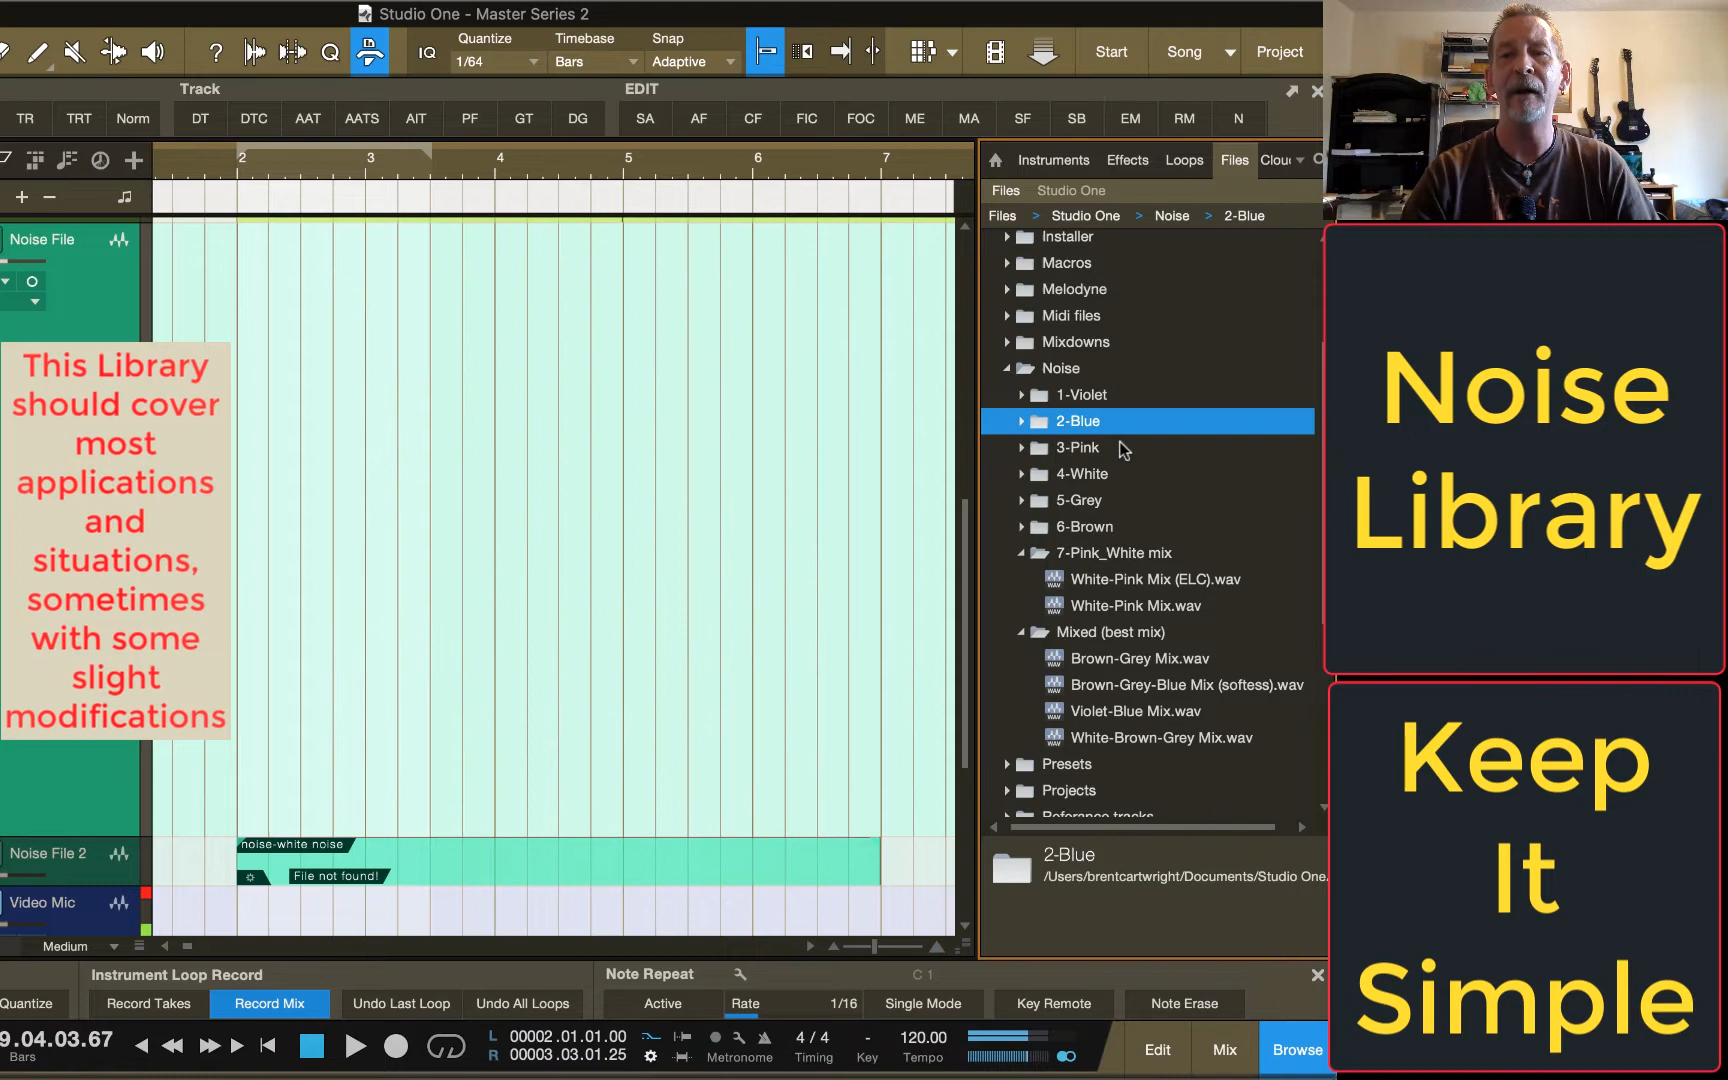 Studio One - Master Series 2
IQ
Quantize
1/64
Timebase
Bars
Snap
Adaptive
Start
Song
Project
Track
EDIT
TR TRT Norm DT DTC AAT AATS AIT PF GT DG SA AF CF FIC FOC ME MA SF SB EM RM N
2 3 4 5 6 7
Instruments Effects Loops Files
Files Studio One
Files > Studio One > Noise > 2-Blue
Noise File
Installer
Macros
Melodyne
Midi files
Mixdowns
Noise
1-Violet
2-Blue
3-Pink
4-White
5-Grey
6-Brown
7-Pink_White mix
White-Pink Mix (ELC).wav
White-Pink Mix.wav
Mixed (best mix)
Brown-Grey Mix.wav
Brown-Grey-Blue Mix (softess).wav
Violet-Blue Mix.wav
White-Brown-Grey Mix.wav
Presets
Projects
Reference tracks
2-Blue
/Users/brentcartwright/Documents/Studio One
This Library
should cover
most
applications
and
situations,
sometimes
with some
slight
modifications
Noise
Library
Keep
It
Simple
Noise File 2
noise-white noise
File not found!
Video Mic
Medium
Instrument Loop Record
Note Repeat
C 1
Quantize Record Takes Record Mix Undo Last Loop Undo All Loops Active Rate 1/16 Single Mode Key Remote Note Erase
9.04.03.67
Bars
L 00002.01.01.00
R 00003.03.01.25
Metronome
4 / 4
Timing
-
Key
120.00
Tempo
Edit
Mix
Browse